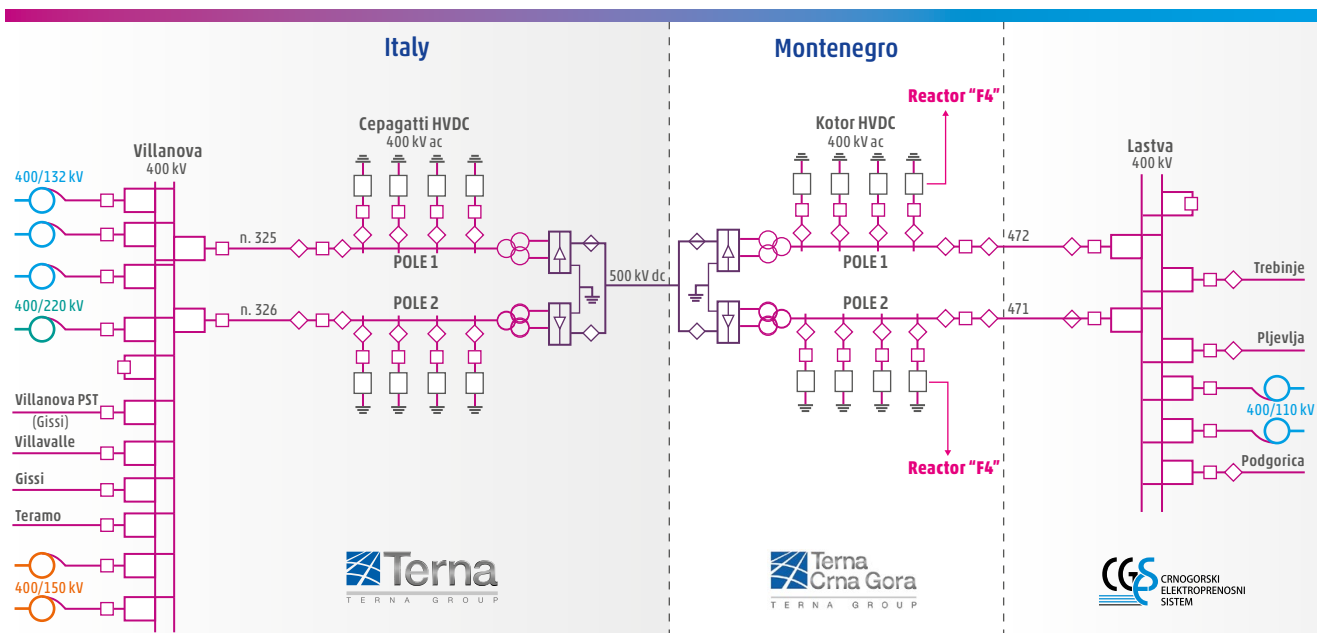 Italy
Montenegro
Reactor "F4"
Cepagatti HVDC
400 kV ac
Kotor HVDC
400 kV ac
Villanova
400 kV
Lastva
400 kV
400/132 kV
n. 325
POLE 1
500 kV dc
POLE 1
472
Trebinje
400/220 kV
n. 326
POLE 2
POLE 2
471
Pljevlja
Villanova PST
(Gissi)
400/110 kV
Villavalle
Podgorica
Reactor "F4"
Gissi
Teramo
400/150 kV
Terna
TERNA GROUP
Terna
Crna Gora
TERNA GROUP
CGES
CRNOGORSKI
ELEKTROPRENOSNI
SISTEM